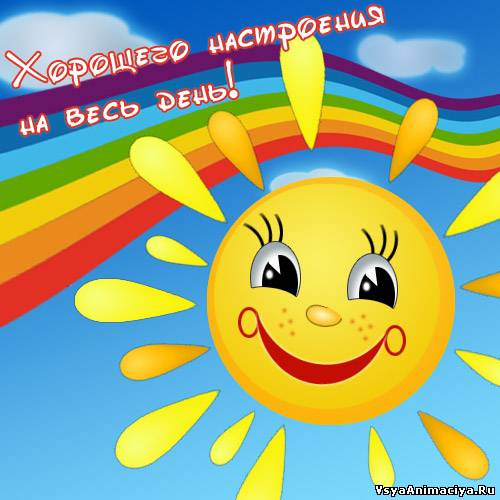 Хорошего настроения
на весь день!
VsyaAnimaciya.Ru